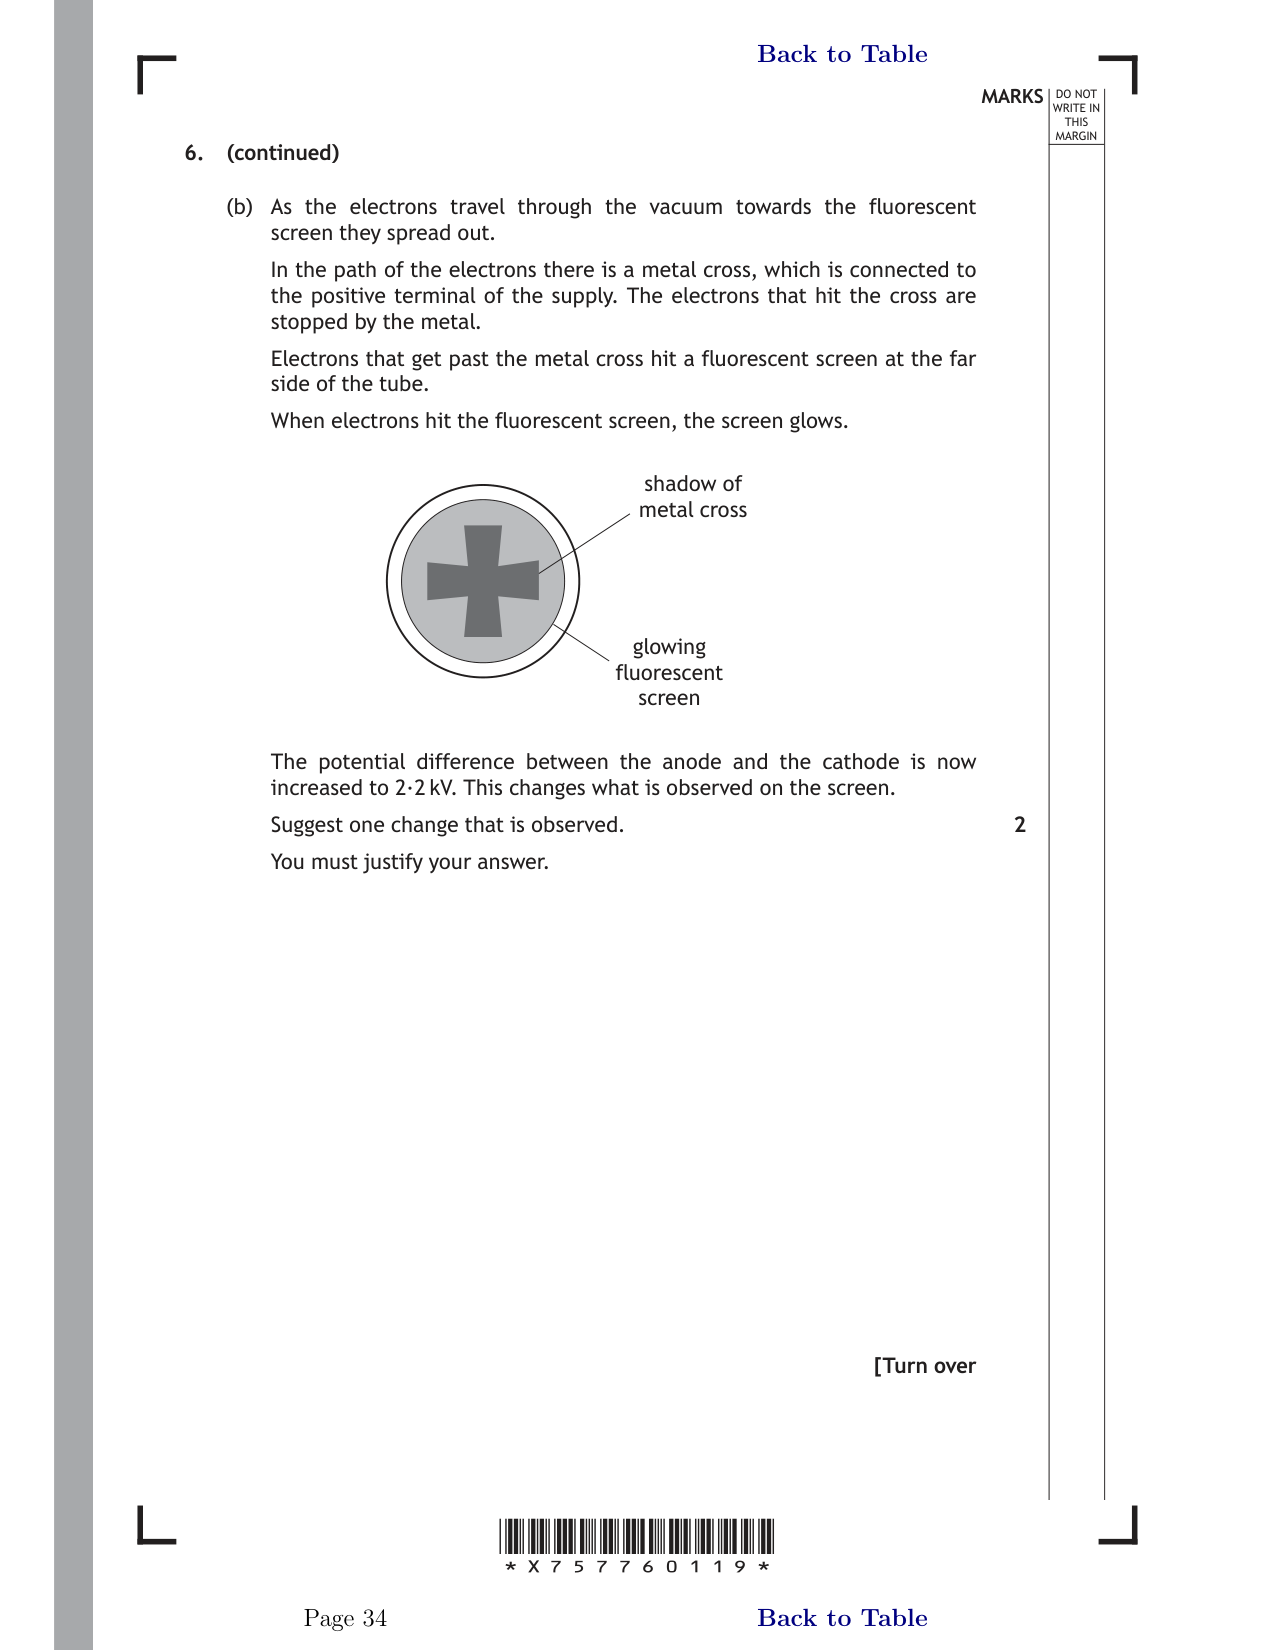 Back to Table
MARKS
DO NOT
WRITE IN
THIS
MARGIN
6. (continued)
(b) As the electrons travel through the vacuum towards the fluorescent
screen they spread out.
In the path of the electrons there is a metal cross, which is connected to
the positive terminal of the supply. The electrons that hit the cross are
stopped by the metal.
Electrons that get past the metal cross hit a fluorescent screen at the far
side of the tube.
When electrons hit the fluorescent screen, the screen glows.
shadow of
metal cross
glowing
fluorescent
screen
The potential difference between the anode and the cathode is now
increased to 2·2 kV. This changes what is observed on the screen.
Suggest one change that is observed. 2
You must justify your answer.
[Turn over
*X757760119*
Page 34
Back to Table